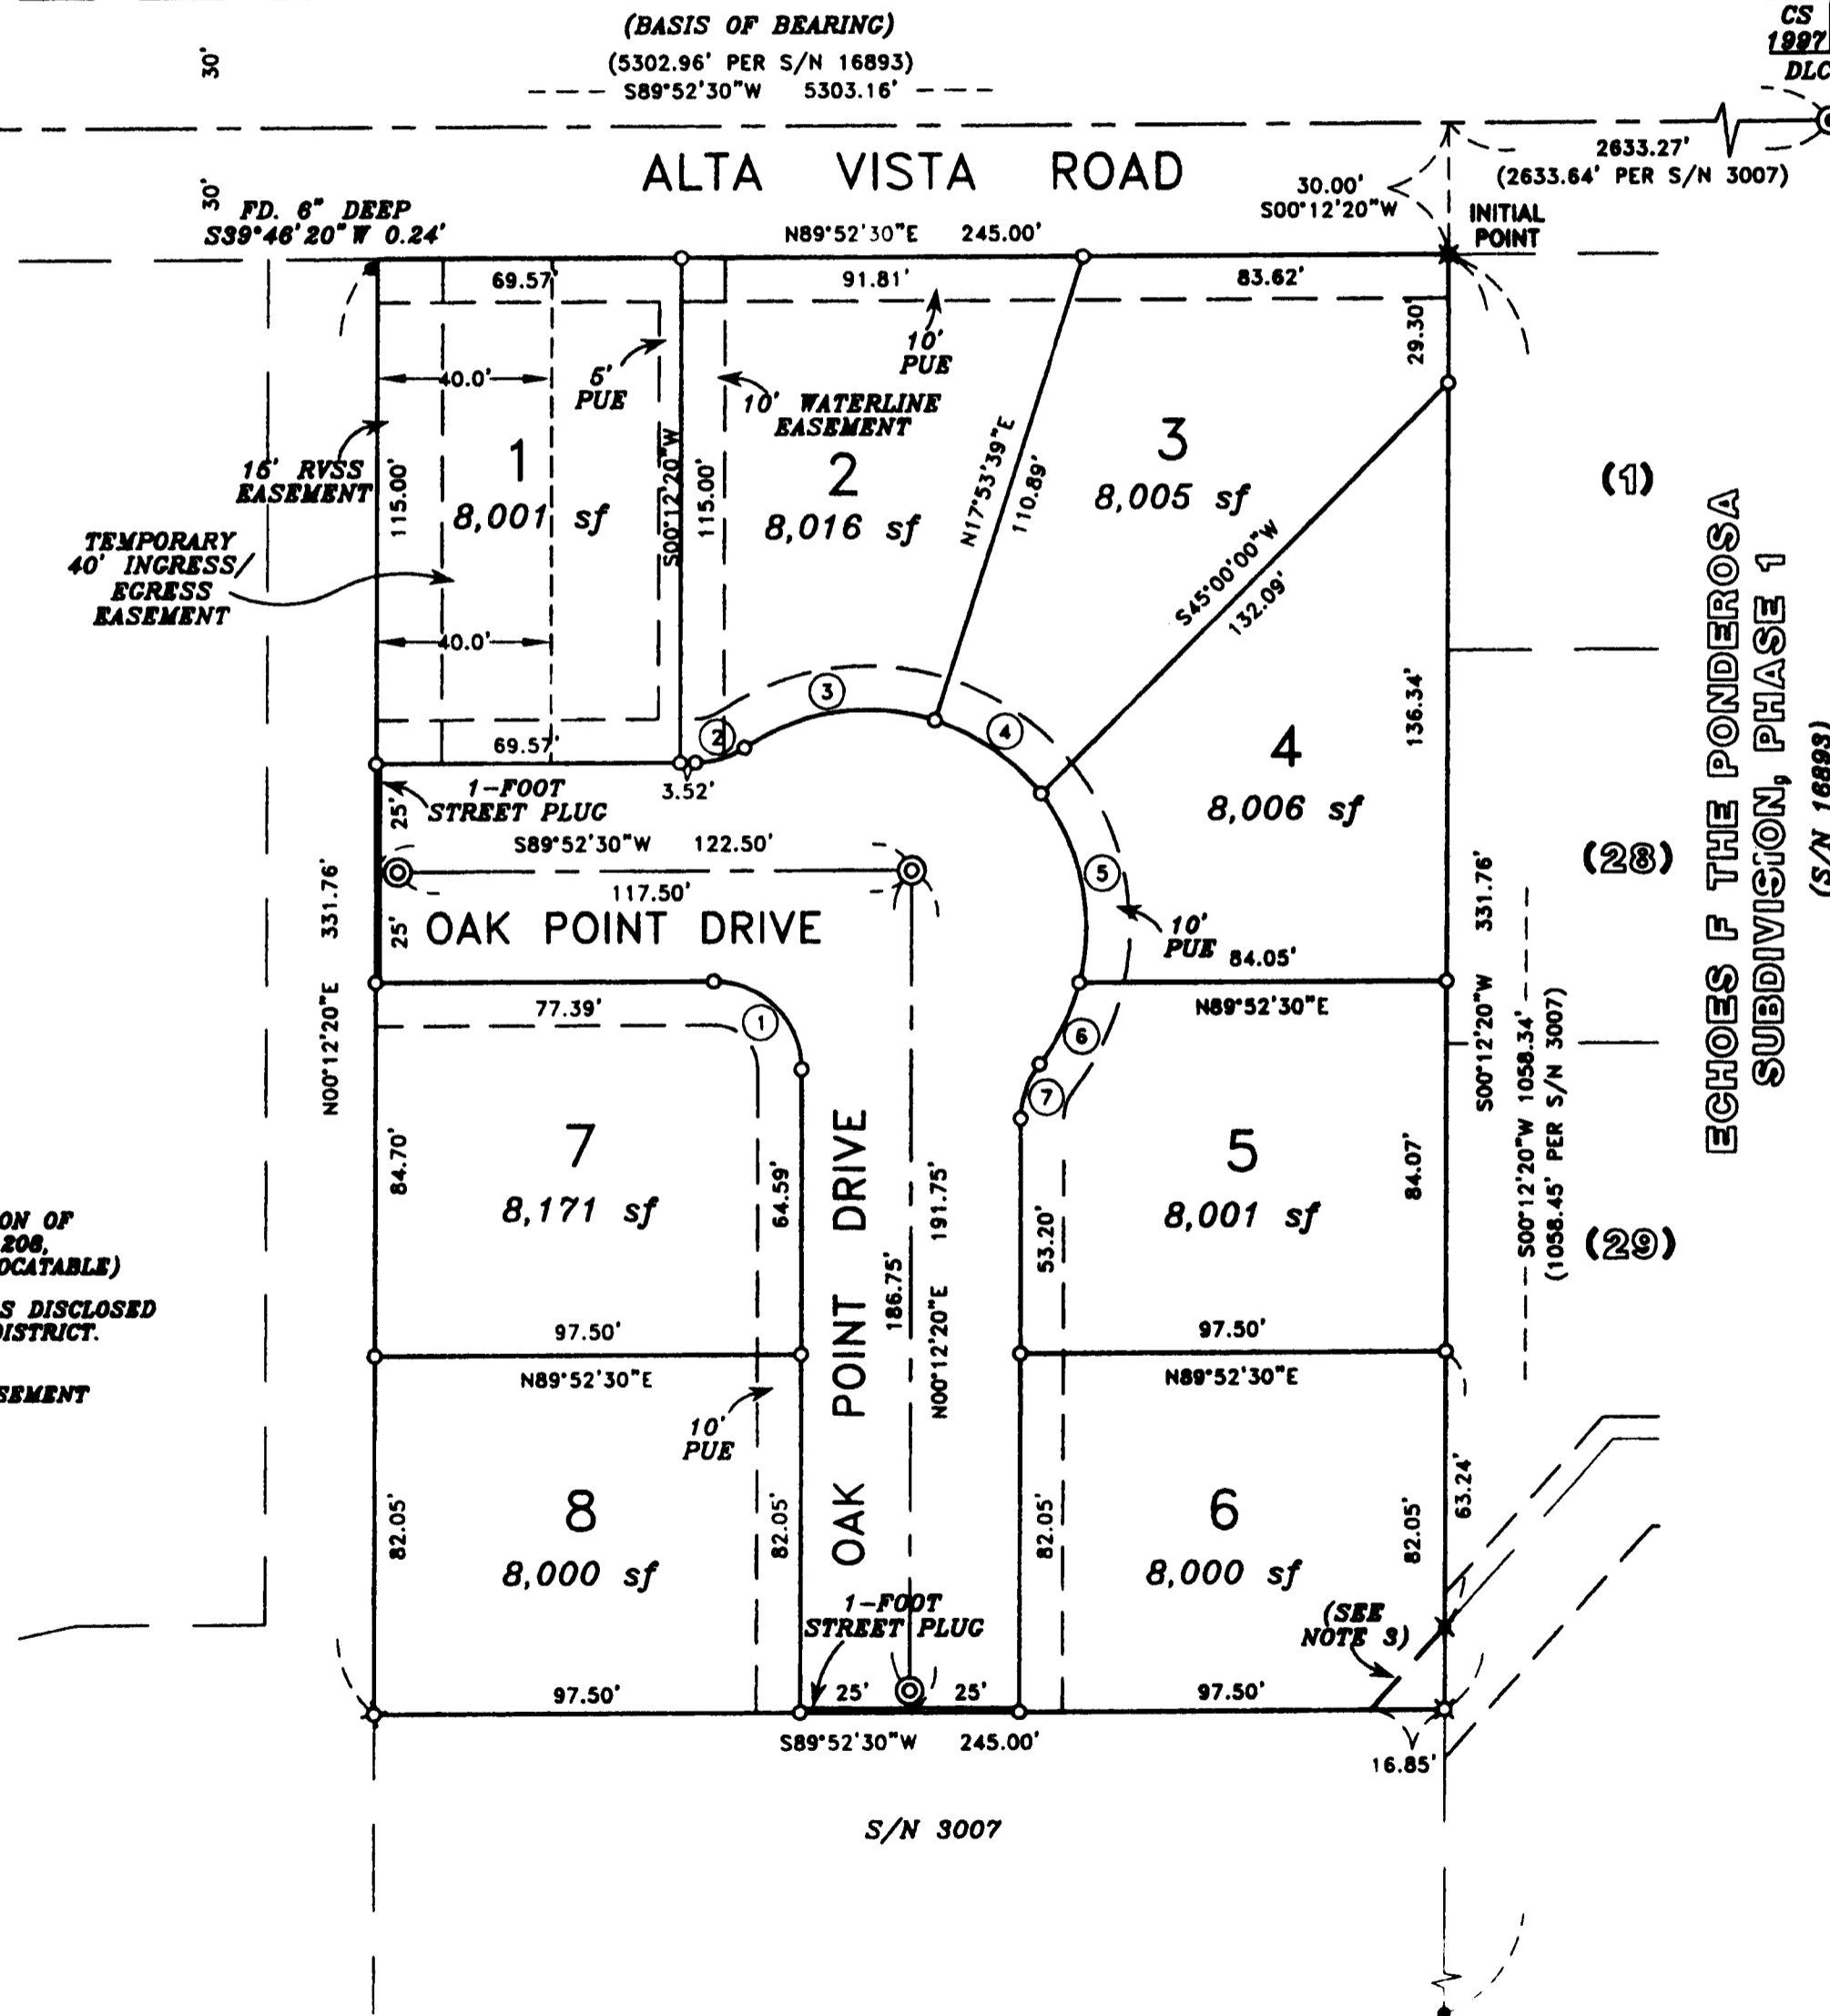 (BASIS OF BEARING)
(5302.96' PER S/N 16893)
S89°52'30"W 5303.16'
CS
1997
DLC
30'
30'
ALTA VISTA ROAD
2633.27'
(2633.64' PER S/N 3007)
30.00'
S00°12'20"W
INITIAL
POINT
FD. 6" DEEP
S39°46'20"W 0.24'
N89°52'30"E 245.00'
69.57'
91.81'
83.62'
29.30'
10'
PUE
5'
PUE
40.0'
10' WATERLINE
EASEMENT
16' RVSS
EASEMENT
115.00'
1
8,001 sf
S00°12'20"W
115.00'
2
8,016 sf
N17°53'39"E
110.89'
3
8,005 sf
S45°00'00"W
132.09'
(1)
TEMPORARY
40' INGRESS/
EGRESS
EASEMENT
40.0'
136.34'
3
2
4
4
8,006 sf
69.57'
3.52'
1-FOOT
STREET PLUG
25'
S89°52'30"W 122.50'
117.50'
25'
OAK POINT DRIVE
5
10'
PUE
84.05'
N89°52'30"E
N00°12'20"E 331.76'
S00°12'20"W 331.76'
S00°12'20"W 1058.34'
(1058.45' PER S/N 3007)
(28)
ECHOES F THE PONDEROSA
SUBDIVISION, PHASE 1
(S/N 16893)
77.39'
1
6
7
84.70'
7
8,171 sf
64.59'
OAK POINT DRIVE
186.75'
N00°12'20"E 191.75'
53.20'
5
8,001 sf
84.07'
(29)
ON OF
208,
OCATABLE)
S DISCLOSED
DISTRICT.
SEMENT
97.50'
N89°52'30"E
97.50'
N89°52'30"E
10'
PUE
82.05'
8
8,000 sf
82.05'
82.05'
6
8,000 sf
82.05'
63.24'
1-FOOT
STREET PLUG
(SEE
NOTE 3)
97.50'
25'
25'
97.50'
S89°52'30"W 245.00'
16.85'
S/N 3007